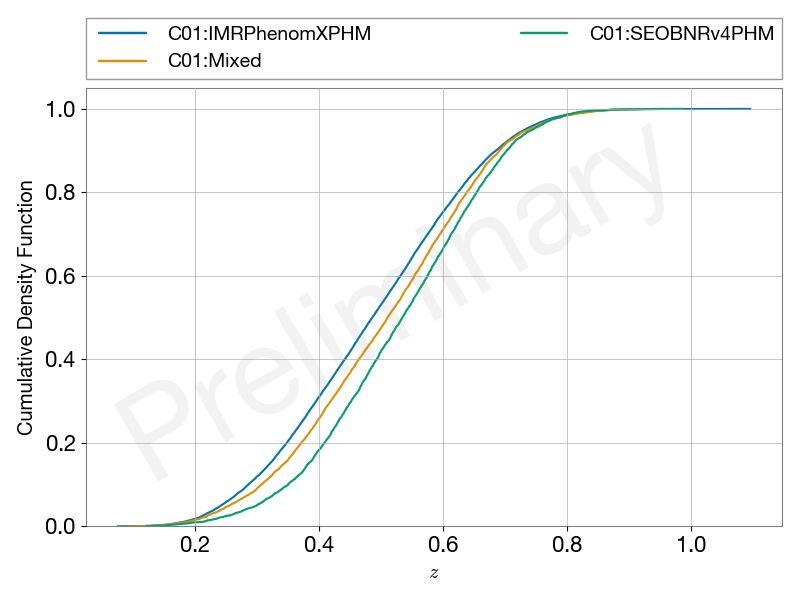 C01:IMRPhenomXPHM
C01:Mixed
C01:SEOBNRv4PHM
Cumulative Density Function
1.0
0.8
0.6
0.4
0.2
0.0
Preliminary
0.2 0.4 0.6 0.8 1.0
z